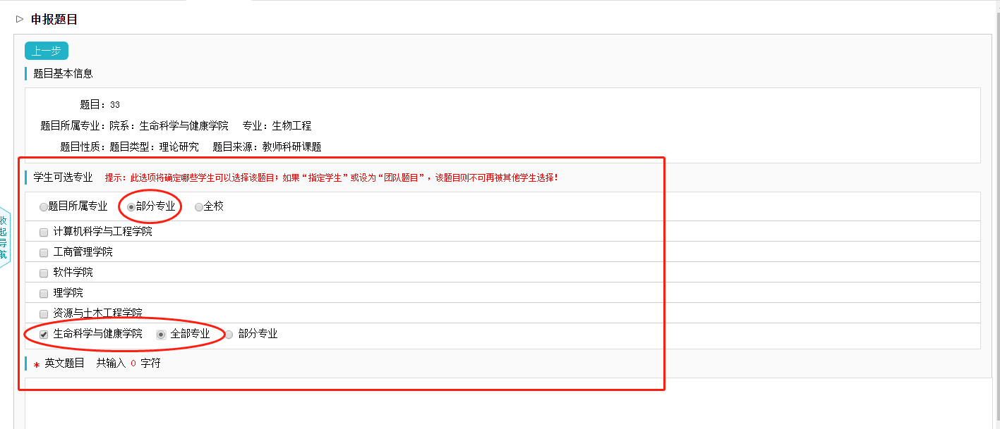 申报题目
上一步
题目基本信息
题目：33
题目所属专业：院系：生命科学与健康学院 专业：生物工程
题目性质：题目类型：理论研究 题目来源：教师科研课题
学生可选专业 提示：此选项将确定哪些学生可以选择该题目；如果“指定学生”或设为“团队题目”，该题目则不可再被其他学生选择！
题目所属专业 部分专业 全校
收起导航
计算机科学与工程学院
工商管理学院
软件学院
理学院
资源与土木工程学院
生命科学与健康学院 全部专业 部分专业
* 英文题目 共输入 0 字符